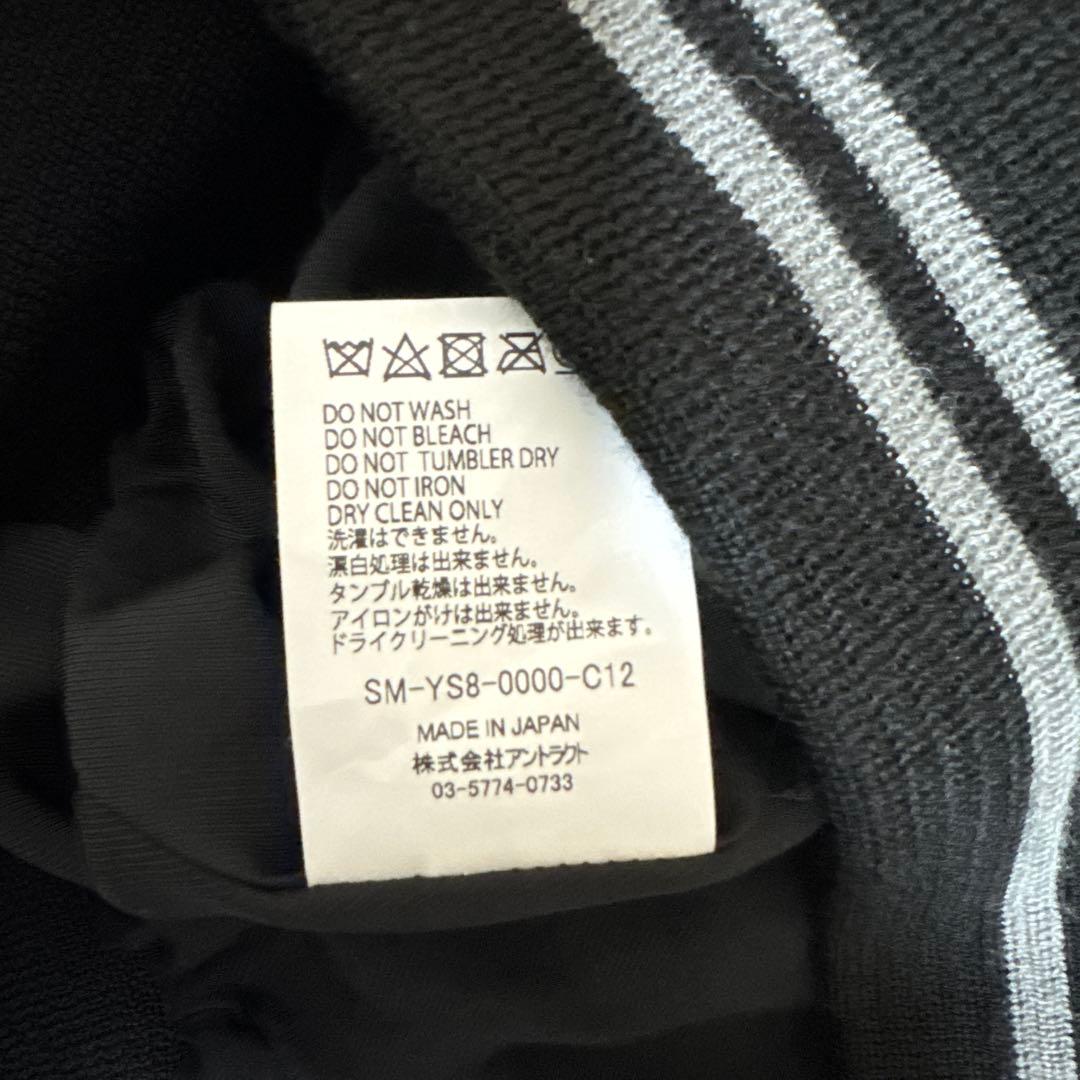 DO NOT WASH
DO NOT BLEACH
DO NOT TUMBLER DRY
DO NOT IRON
DRY CLEAN ONLY
洗濯はできません。
漂白処理は出来ません。
タンブル乾燥は出来ません。
アイロンがけは出来ません。
ドライクリーニング処理が出来ます。
SM-YS8-0000-C12
MADE IN JAPAN
株式会社アントラクト
03-5774-0733